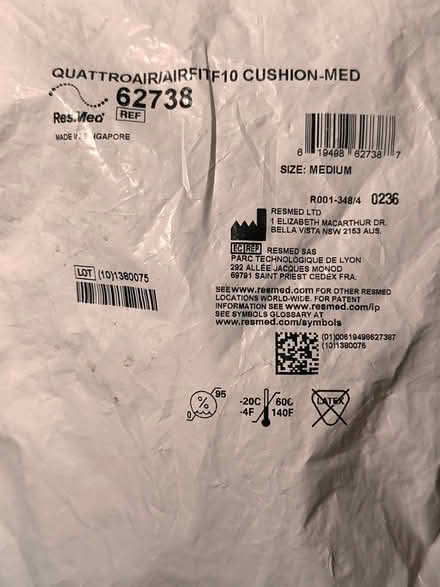 QUATTROAIR/AIRFITF10 CUSHION-MED
62738
ResMed
REF
MADE IN SINGAPORE
6 19498 62738 7
SIZE: MEDIUM
R001-348/4 0236
RESMED LTD
1 ELIZABETH MACARTHUR DR.
BELLA VISTA NSW 2153 AUS.
EC REP RESMED SAS
PARC TECHNOLOGIQUE DE LYON
292 ALLÉE JACQUES MONOD
69791 SAINT PRIEST CEDEX FRA.
LOT (10)1380075
SEE www.resmed.com FOR OTHER RESMED
LOCATIONS WORLD-WIDE. FOR PATENT
INFORMATION SEE www.resmed.com/ip
SEE SYMBOLS GLOSSARY AT
www.resmed.com/symbols
(01)00619498627387
(10)1380075
0 % 95
-20C 60C
-4F 140F
LATEX